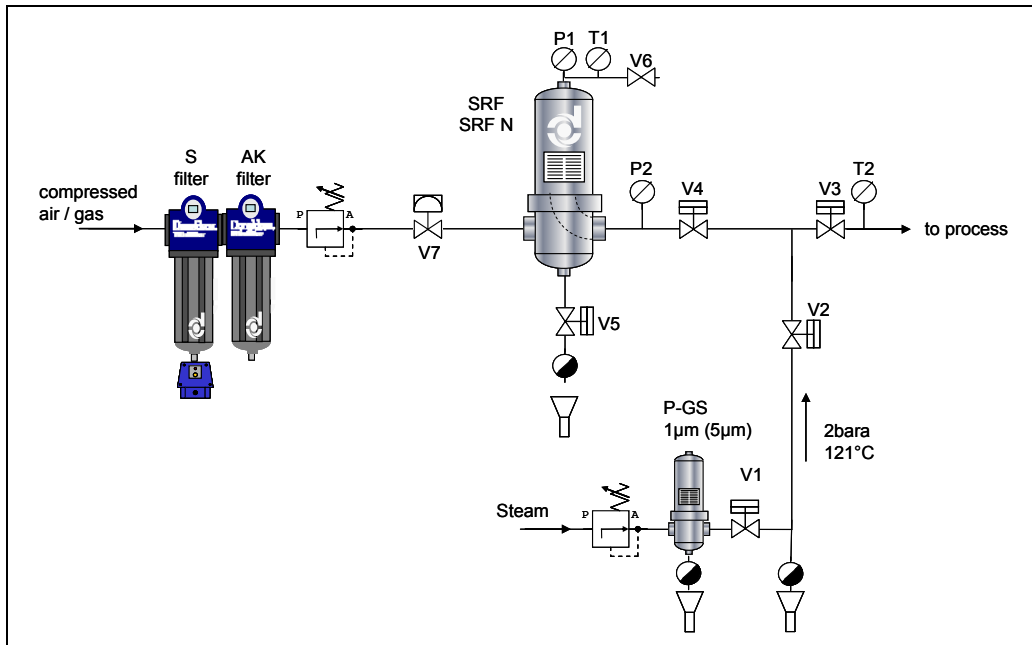 P1
T1
V6
SRF
SRF N
S
filter
AK
filter
compressed
air / gas
P
A
V7
P2
V4
V3
T2
to process
V5
V2
P-GS
1µm (5µm)
2bara
121°C
V1
Steam
P
A